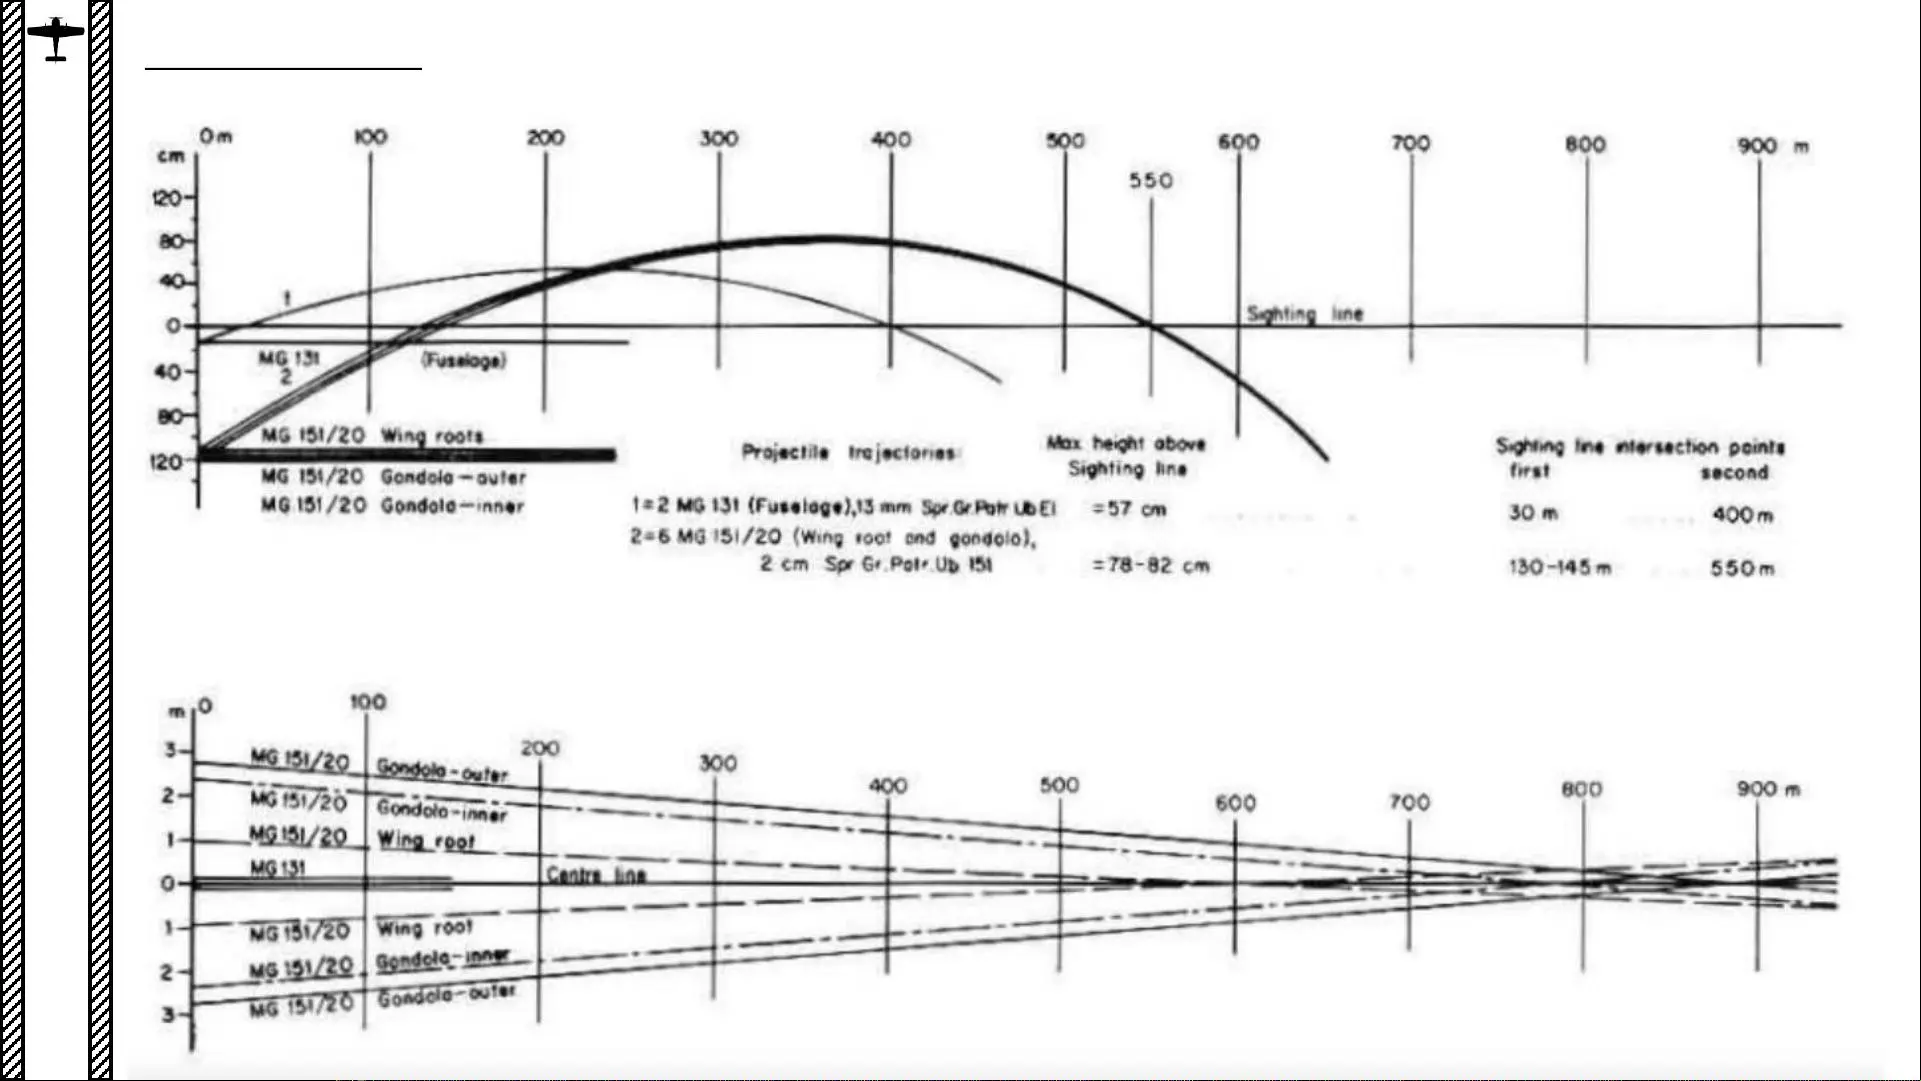 0m 100 200 300 400 500 600 700 800 900 m
cm
550
120
80
40
0
40
80
120
1
Sighting line
MG 131 (Fuselage)
2
MG 151/20 Wing roots
MG 151/20 Gondola-outer
MG 151/20 Gondola-inner
Projectile trajectories:
Max height above
Sighting line
Sighting line intersection points
first second
1=2 MG 131 (Fuselage),13 mm Spr.Gr.Patr Ub El =57 cm 30 m 400m
2=6 MG 151/20 (Wing root and gondola),
2 cm Spr Gr.Patr.Ub 151 =78-82 cm 130-145m 550m
m 0 100 200 300 400 500 600 700 800 900 m
3
2
1
0
1
2
3
MG 151/20 Gondola-outer
MG 151/20 Gondola-inner
MG 151/20 Wing root
MG 131
Centre line
MG 151/20 Wing root
MG 151/20 Gondola-inner
MG 151/20 Gondola-outer